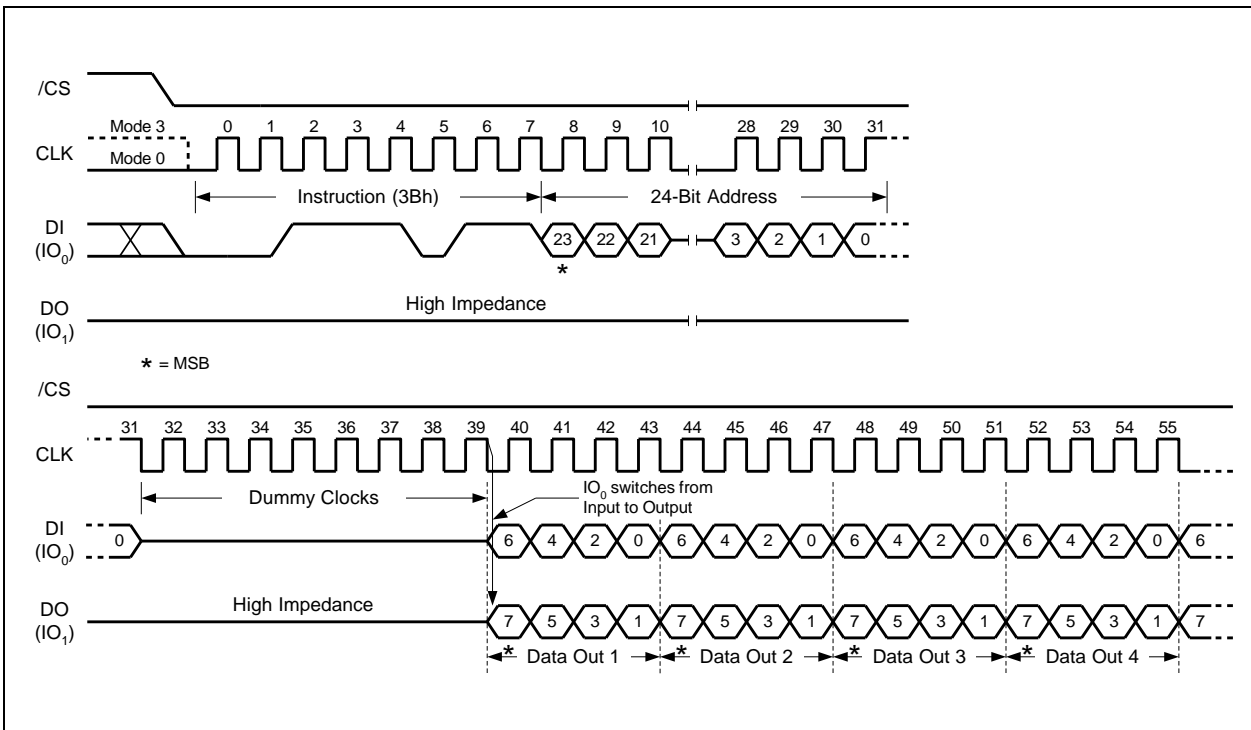 /CS
Mode 3 0 1 2 3 4 5 6 7 8 9 10 28 29 30 31
CLK
Mode 0
Instruction (3Bh) 24-Bit Address
DI
(IO0) 23 22 21 3 2 1 0
*
High Impedance
DO
(IO1)
* = MSB
/CS
31 32 33 34 35 36 37 38 39 40 41 42 43 44 45 46 47 48 49 50 51 52 53 54 55
CLK
Dummy Clocks
IO0 switches from
Input to Output
DI
(IO0) 0 6 4 2 0 6 4 2 0 6 4 2 0 6 4 2 0 6
High Impedance
DO
(IO1) 7 5 3 1 7 5 3 1 7 5 3 1 7 5 3 1 7
* Data Out 1 * Data Out 2 * Data Out 3 * Data Out 4